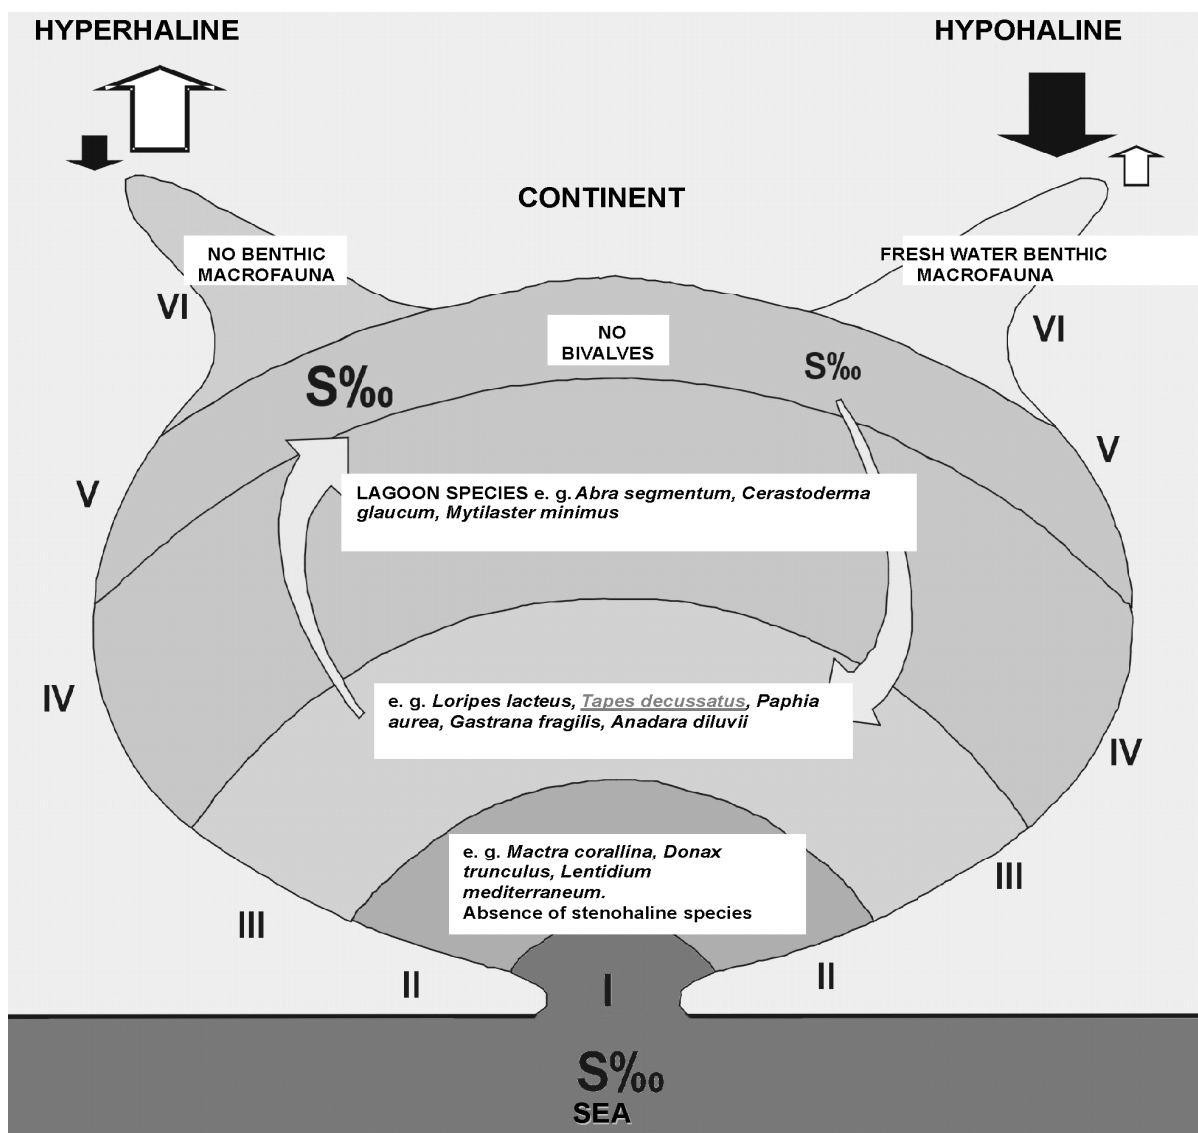 HYPERHALINE
HYPOHALINE
CONTINENT
NO BENTHIC
MACROFAUNA
FRESH WATER BENTHIC
MACROFAUNA
VI
VI
NO
BIVALVES
S‰
S‰
V
V
LAGOON SPECIES e. g. Abra segmentum, Cerastoderma
glaucum, Mytilaster minimus
IV
IV
e. g. Loripes lacteus, Tapes decussatus, Paphia
aurea, Gastrana fragilis, Anadara diluvii
e. g. Mactra corallina, Donax
trunculus, Lentidium
mediterraneum.
Absence of stenohaline species
III
III
II
II
I
S‰
SEA